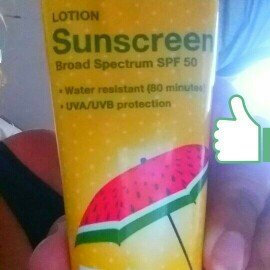 LOTION
Sunscreen
Broad Spectrum SPF 50
• Water resistant (80 minutes)
• UVA/UVB protection